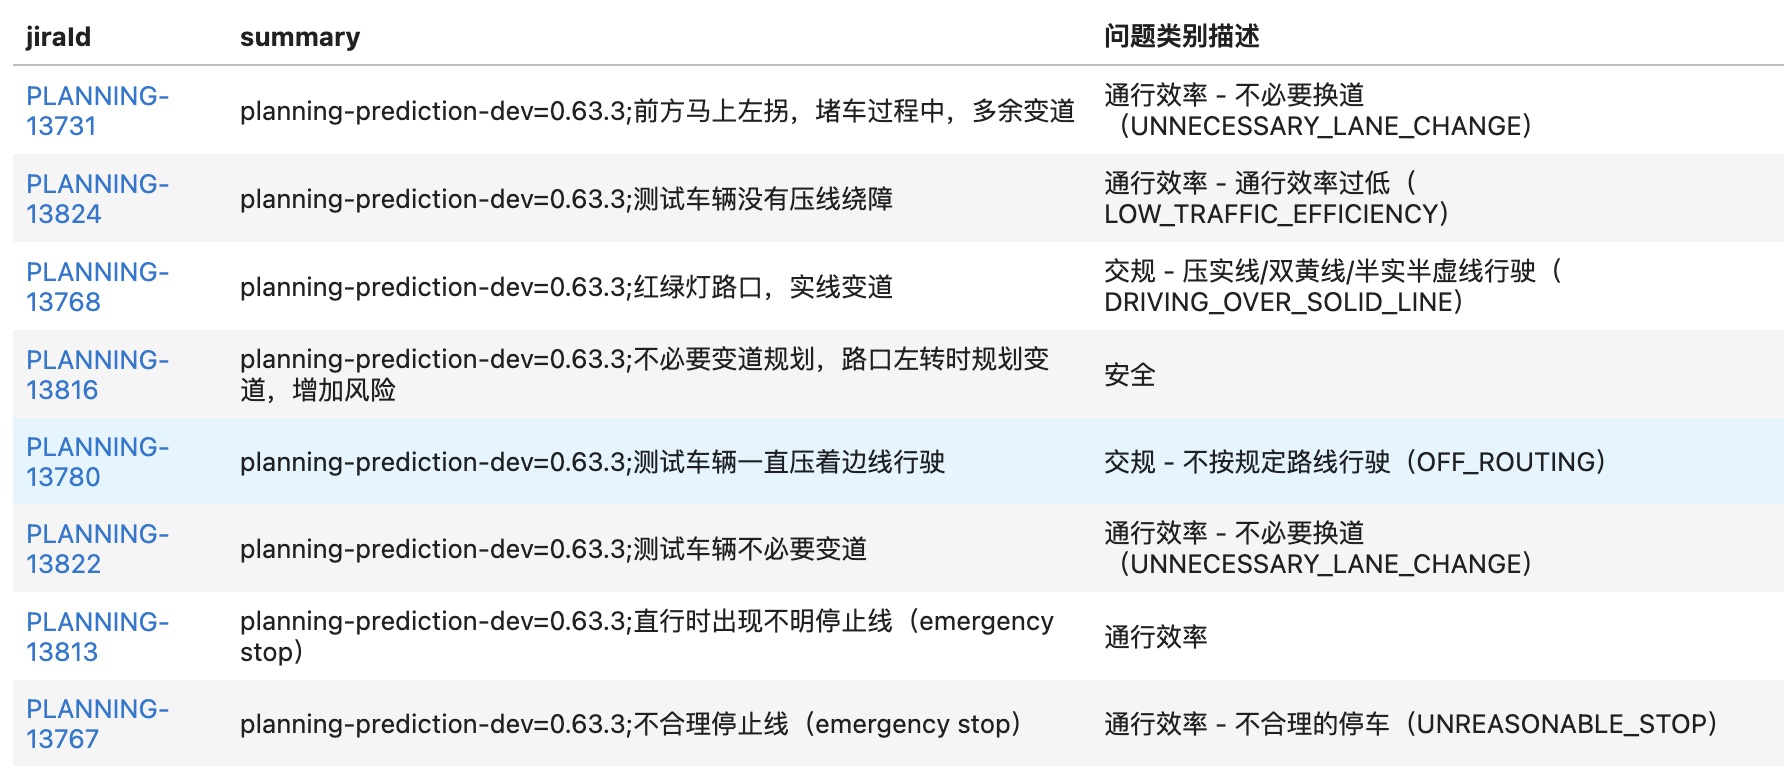 jiraId summary 问题类别描述
PLANNING-
13731
planning-prediction-dev=0.63.3;前方马上左拐，堵车过程中，多余变道
通行效率 - 不必要换道
（UNNECESSARY_LANE_CHANGE）
PLANNING-
13824
planning-prediction-dev=0.63.3;测试车辆没有压线绕障
通行效率 - 通行效率过低（
LOW_TRAFFIC_EFFICIENCY）
PLANNING-
13768
planning-prediction-dev=0.63.3;红绿灯路口，实线变道
交规 - 压实线/双黄线/半实半虚线行驶（
DRIVING_OVER_SOLID_LINE）
PLANNING-
13816
planning-prediction-dev=0.63.3;不必要变道规划，路口左转时规划变
道，增加风险
安全
PLANNING-
13780
planning-prediction-dev=0.63.3;测试车辆一直压着边线行驶
交规 - 不按规定路线行驶（OFF_ROUTING）
PLANNING-
13822
planning-prediction-dev=0.63.3;测试车辆不必要变道
通行效率 - 不必要换道
（UNNECESSARY_LANE_CHANGE）
PLANNING-
13813
planning-prediction-dev=0.63.3;直行时出现不明停止线（emergency
stop）
通行效率
PLANNING-
13767
planning-prediction-dev=0.63.3;不合理停止线（emergency stop）
通行效率 - 不合理的停车（UNREASONABLE_STOP）